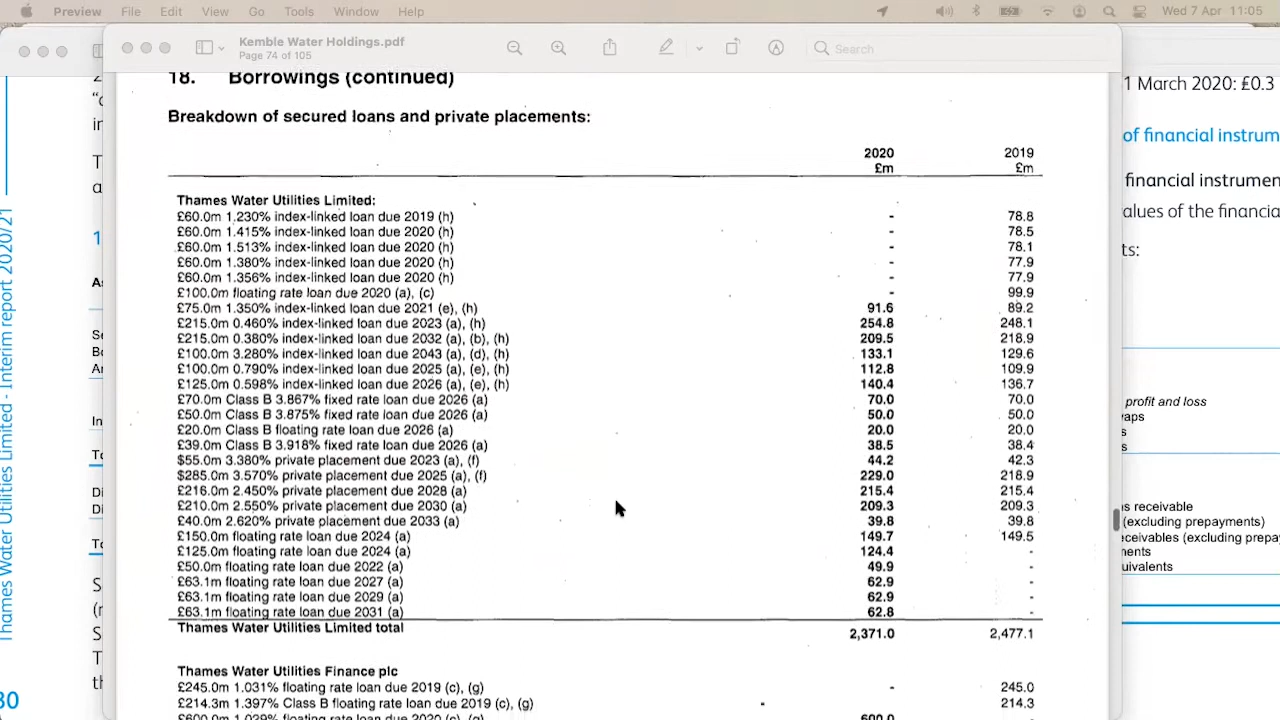 Preview File Edit View Go Tools Window Help Wed 7 Apr 11:05
Kemble Water Holdings.pdf
Page 74 of 105
Search
18. Borrowings (continued)
Breakdown of secured loans and private placements:
2020 2019
£m £m
Thames Water Utilities Limited:
£60.0m 1.230% index-linked loan due 2019 (h) - 78.8
£60.0m 1.415% index-linked loan due 2020 (h) - 78.5
£60.0m 1.513% index-linked loan due 2020 (h) - 78.1
£60.0m 1.380% index-linked loan due 2020 (h) - 77.9
£60.0m 1.356% index-linked loan due 2020 (h) - 77.9
£100.0m floating rate loan due 2020 (a), (c) - 99.9
£75.0m 1.350% index-linked loan due 2021 (e), (h) 91.6 89.2
£215.0m 0.460% index-linked loan due 2023 (a), (h) 254.8 248.1
£215.0m 0.380% index-linked loan due 2032 (a), (b), (h) 209.5 218.9
£100.0m 3.280% index-linked loan due 2043 (a), (d), (h) 133.1 129.6
£100.0m 0.790% index-linked loan due 2025 (a), (e), (h) 112.8 109.9
£125.0m 0.598% index-linked loan due 2026 (a), (e), (h) 140.4 136.7
£70.0m Class B 3.867% fixed rate loan due 2026 (a) 70.0 70.0
£50.0m Class B 3.875% fixed rate loan due 2026 (a) 50.0 50.0
£20.0m Class B floating rate loan due 2026 (a) 20.0 20.0
£39.0m Class B 3.918% fixed rate loan due 2026 (a) 38.5 38.4
$55.0m 3.380% private placement due 2023 (a), (f) 44.2 42.3
$285.0m 3.570% private placement due 2025 (a), (f) 229.0 218.9
£216.0m 2.450% private placement due 2028 (a) 215.4 215.4
£210.0m 2.550% private placement due 2030 (a) 209.3 209.3
£40.0m 2.620% private placement due 2033 (a) 39.8 39.8
£150.0m floating rate loan due 2024 (a) 149.7 149.5
£125.0m floating rate loan due 2024 (a) 124.4 -
£50.0m floating rate loan due 2022 (a) 49.9 -
£63.1m floating rate loan due 2027 (a) 62.9 -
£63.1m floating rate loan due 2029 (a) 62.9 -
£63.1m floating rate loan due 2031 (a) 62.8 -
Thames Water Utilities Limited total 2,371.0 2,477.1
Thames Water Utilities Finance plc
£245.0m 1.031% floating rate loan due 2019 (c), (g) - 245.0
£214.3m 1.397% Class B floating rate loan due 2019 (c), (g) - 214.3
£600.0m 1.029% floating rate loan due 2020 (c), (g) 600.0
Thames Water Utilities Limited - Interim report 2020/21
1 March 2020: £0.3
of financial instrum
financial instrumen
alues of the financia
ts:
profit and loss
aps
s
s
s receivable
(excluding prepayments)
eceivables (excluding prepa
ents
uivalents